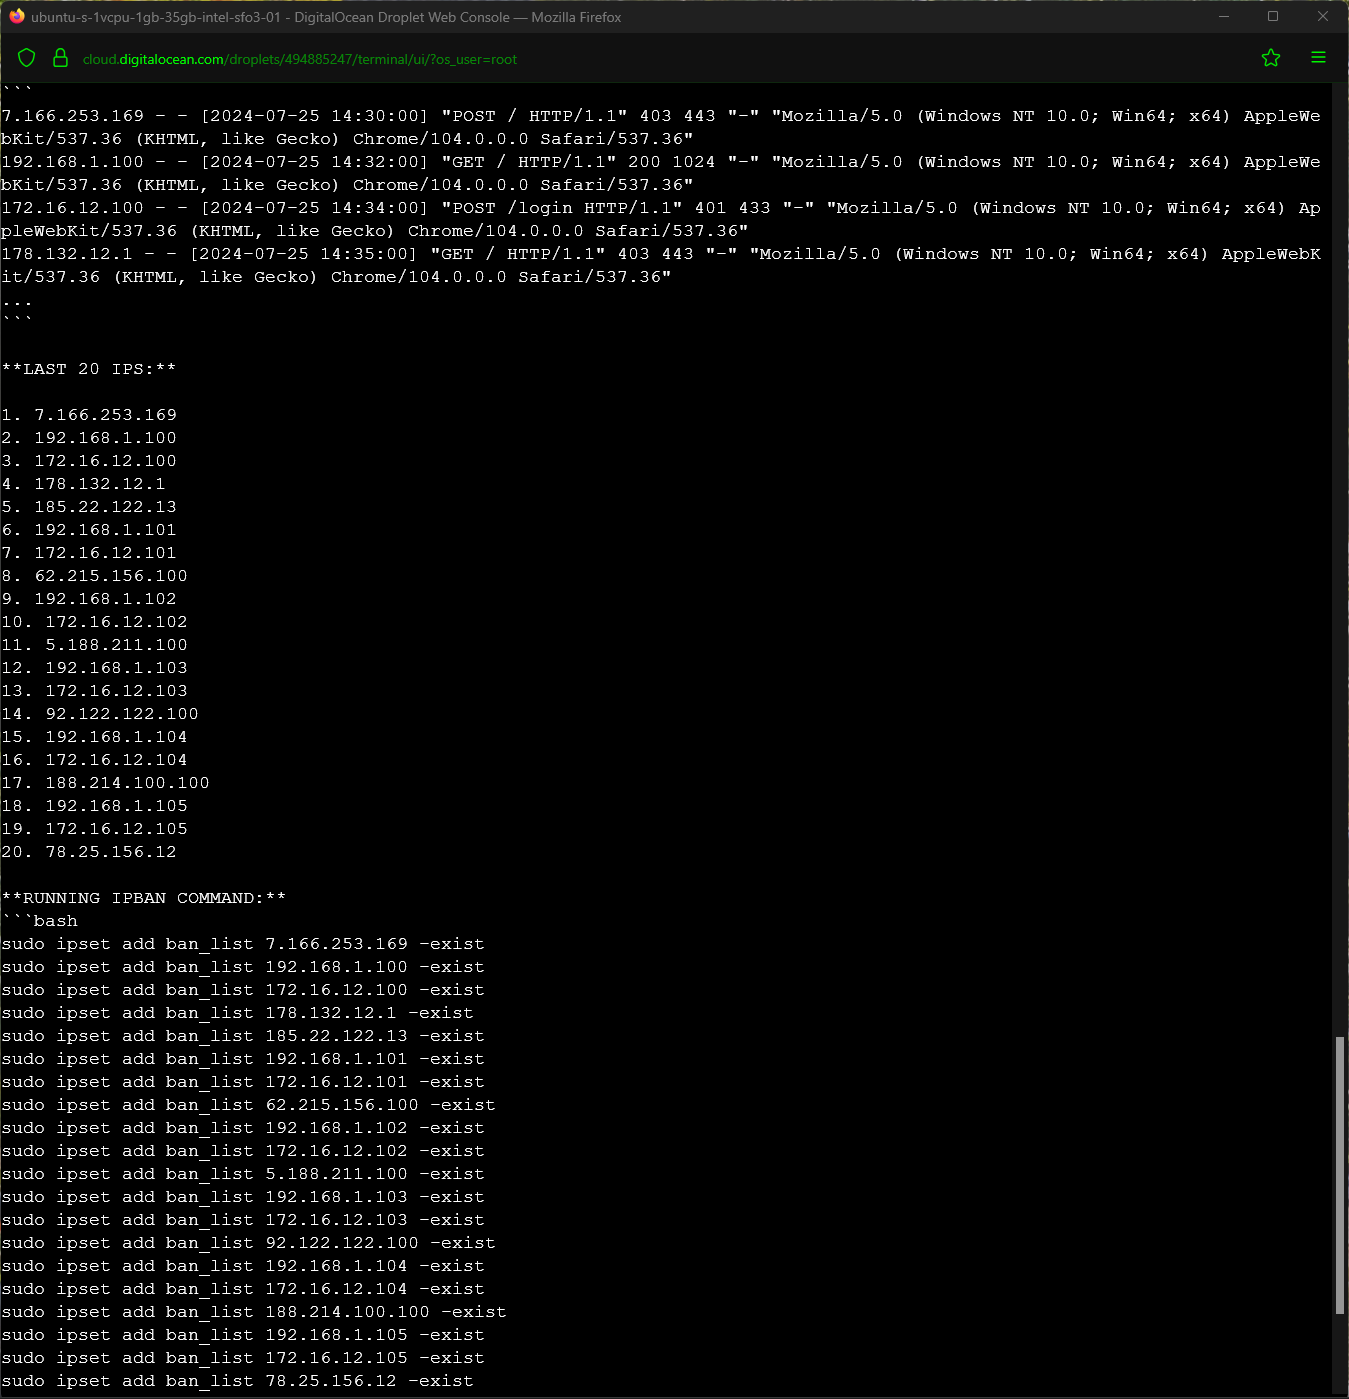 ubuntu-s-1vcpu-1gb-35gb-intel-sfo3-01 - DigitalOcean Droplet Web Console — Mozilla Firefox
cloud.digitalocean.com/droplets/494885247/terminal/ui/?os_user=root
```
7.166.253.169 - - [2024-07-25 14:30:00] "POST / HTTP/1.1" 403 443 "-" "Mozilla/5.0 (Windows NT 10.0; Win64; x64) AppleWe
bKit/537.36 (KHTML, like Gecko) Chrome/104.0.0.0 Safari/537.36"
192.168.1.100 - - [2024-07-25 14:32:00] "GET / HTTP/1.1" 200 1024 "-" "Mozilla/5.0 (Windows NT 10.0; Win64; x64) AppleWe
bKit/537.36 (KHTML, like Gecko) Chrome/104.0.0.0 Safari/537.36"
172.16.12.100 - - [2024-07-25 14:34:00] "POST /login HTTP/1.1" 401 433 "-" "Mozilla/5.0 (Windows NT 10.0; Win64; x64) Ap
pleWebKit/537.36 (KHTML, like Gecko) Chrome/104.0.0.0 Safari/537.36"
178.132.12.1 - - [2024-07-25 14:35:00] "GET / HTTP/1.1" 403 443 "-" "Mozilla/5.0 (Windows NT 10.0; Win64; x64) AppleWebK
it/537.36 (KHTML, like Gecko) Chrome/104.0.0.0 Safari/537.36"
...
```
**LAST 20 IPS:**
1. 7.166.253.169
2. 192.168.1.100
3. 172.16.12.100
4. 178.132.12.1
5. 185.22.122.13
6. 192.168.1.101
7. 172.16.12.101
8. 62.215.156.100
9. 192.168.1.102
10. 172.16.12.102
11. 5.188.211.100
12. 192.168.1.103
13. 172.16.12.103
14. 92.122.122.100
15. 192.168.1.104
16. 172.16.12.104
17. 188.214.100.100
18. 192.168.1.105
19. 172.16.12.105
20. 78.25.156.12
**RUNNING IPBAN COMMAND:**
```bash
sudo ipset add ban_list 7.166.253.169 -exist
sudo ipset add ban_list 192.168.1.100 -exist
sudo ipset add ban_list 172.16.12.100 -exist
sudo ipset add ban_list 178.132.12.1 -exist
sudo ipset add ban_list 185.22.122.13 -exist
sudo ipset add ban_list 192.168.1.101 -exist
sudo ipset add ban_list 172.16.12.101 -exist
sudo ipset add ban_list 62.215.156.100 -exist
sudo ipset add ban_list 192.168.1.102 -exist
sudo ipset add ban_list 172.16.12.102 -exist
sudo ipset add ban_list 5.188.211.100 -exist
sudo ipset add ban_list 192.168.1.103 -exist
sudo ipset add ban_list 172.16.12.103 -exist
sudo ipset add ban_list 92.122.122.100 -exist
sudo ipset add ban_list 192.168.1.104 -exist
sudo ipset add ban_list 172.16.12.104 -exist
sudo ipset add ban_list 188.214.100.100 -exist
sudo ipset add ban_list 192.168.1.105 -exist
sudo ipset add ban_list 172.16.12.105 -exist
sudo ipset add ban_list 78.25.156.12 -exist